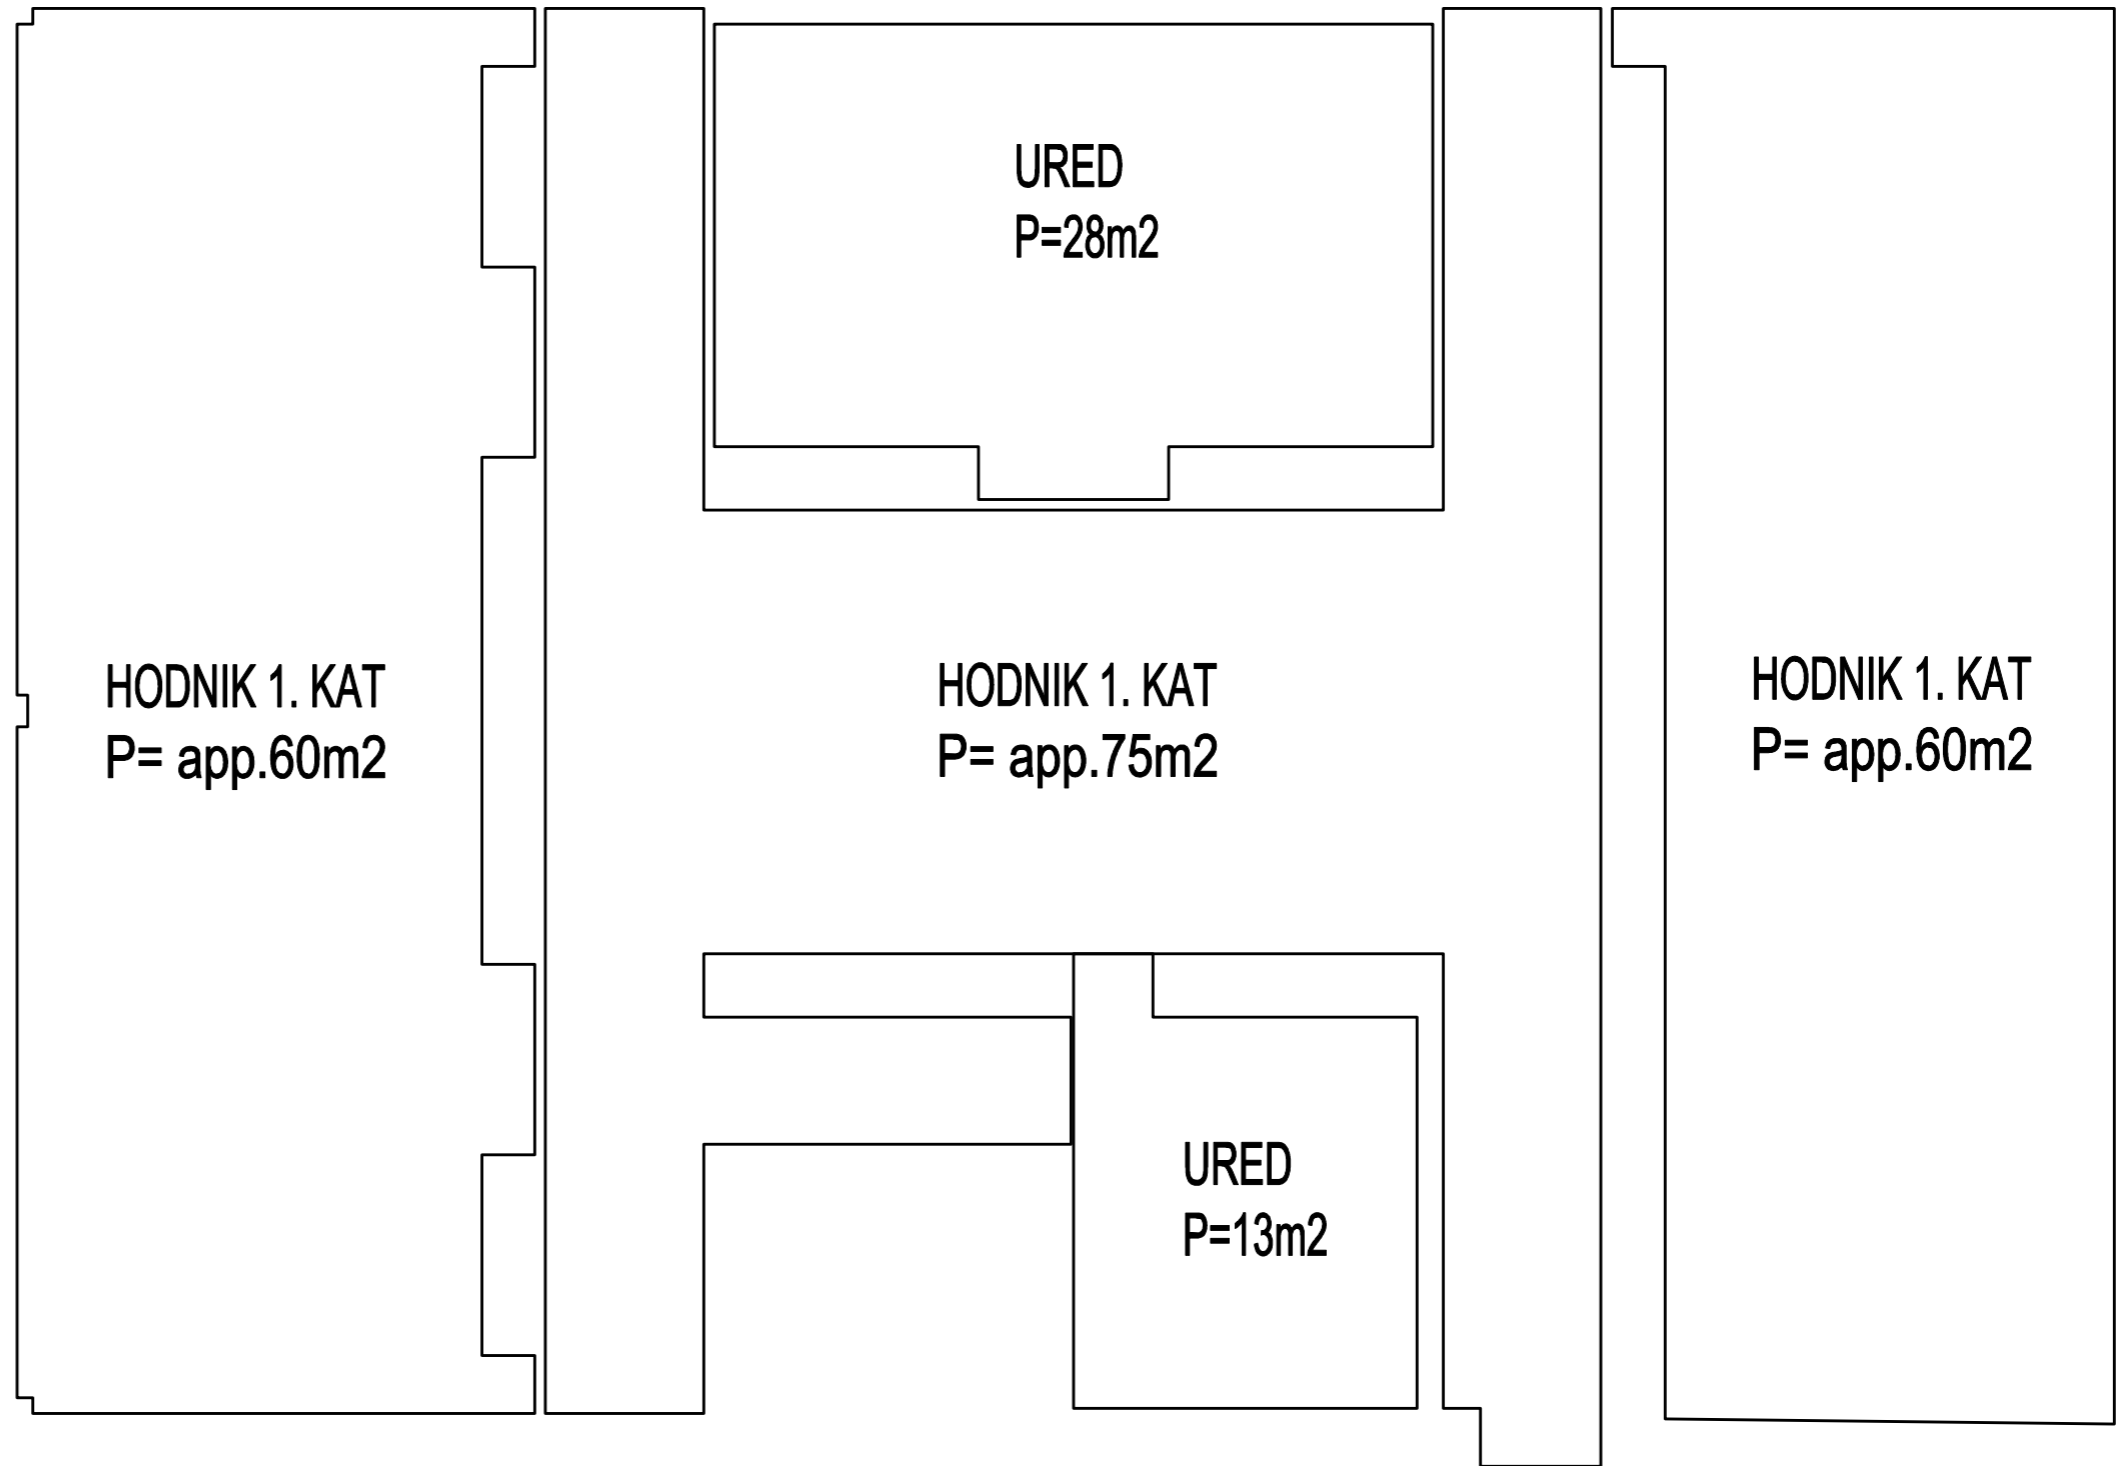 URED
P=28m2
HODNIK 1. KAT
P= app.60m2
HODNIK 1. KAT
P= app.75m2
HODNIK 1. KAT
P= app.60m2
URED
P=13m2